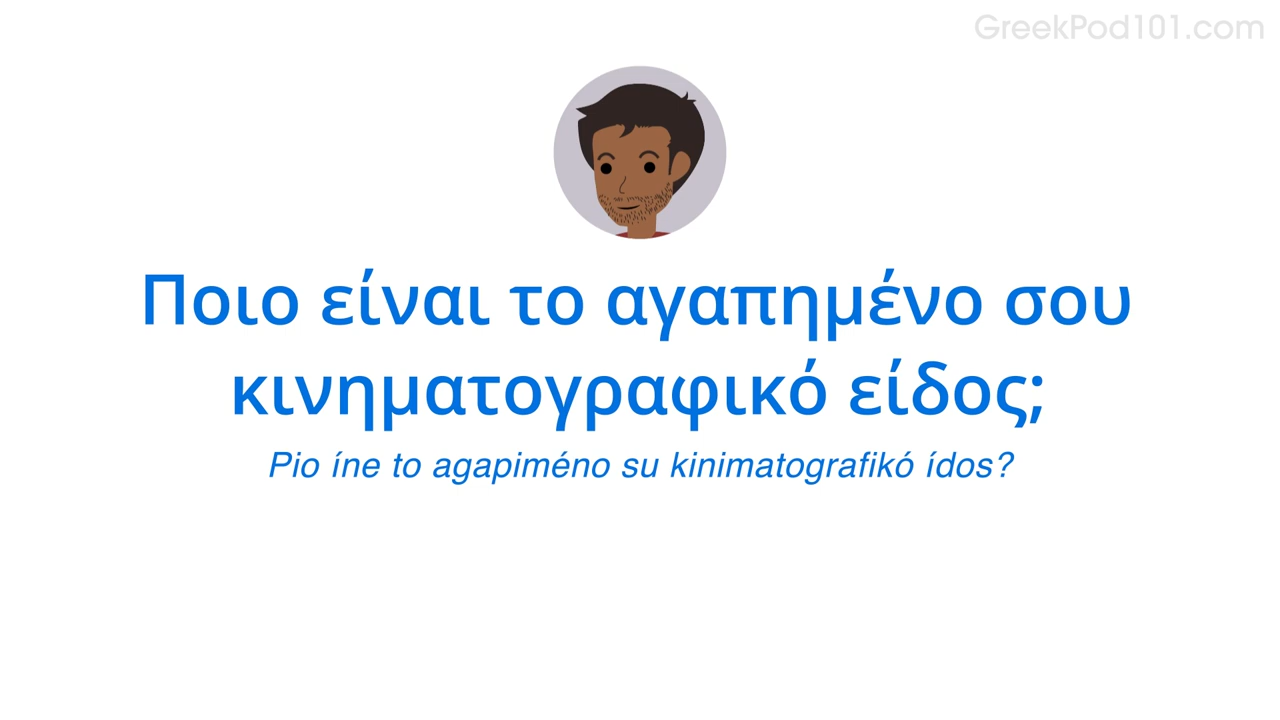 GreekPod101.com
Ποιο είναι το αγαπημένο σου
κινηματογραφικό είδος;
Pio íne to agapiméno su kinimatografikó ídos?